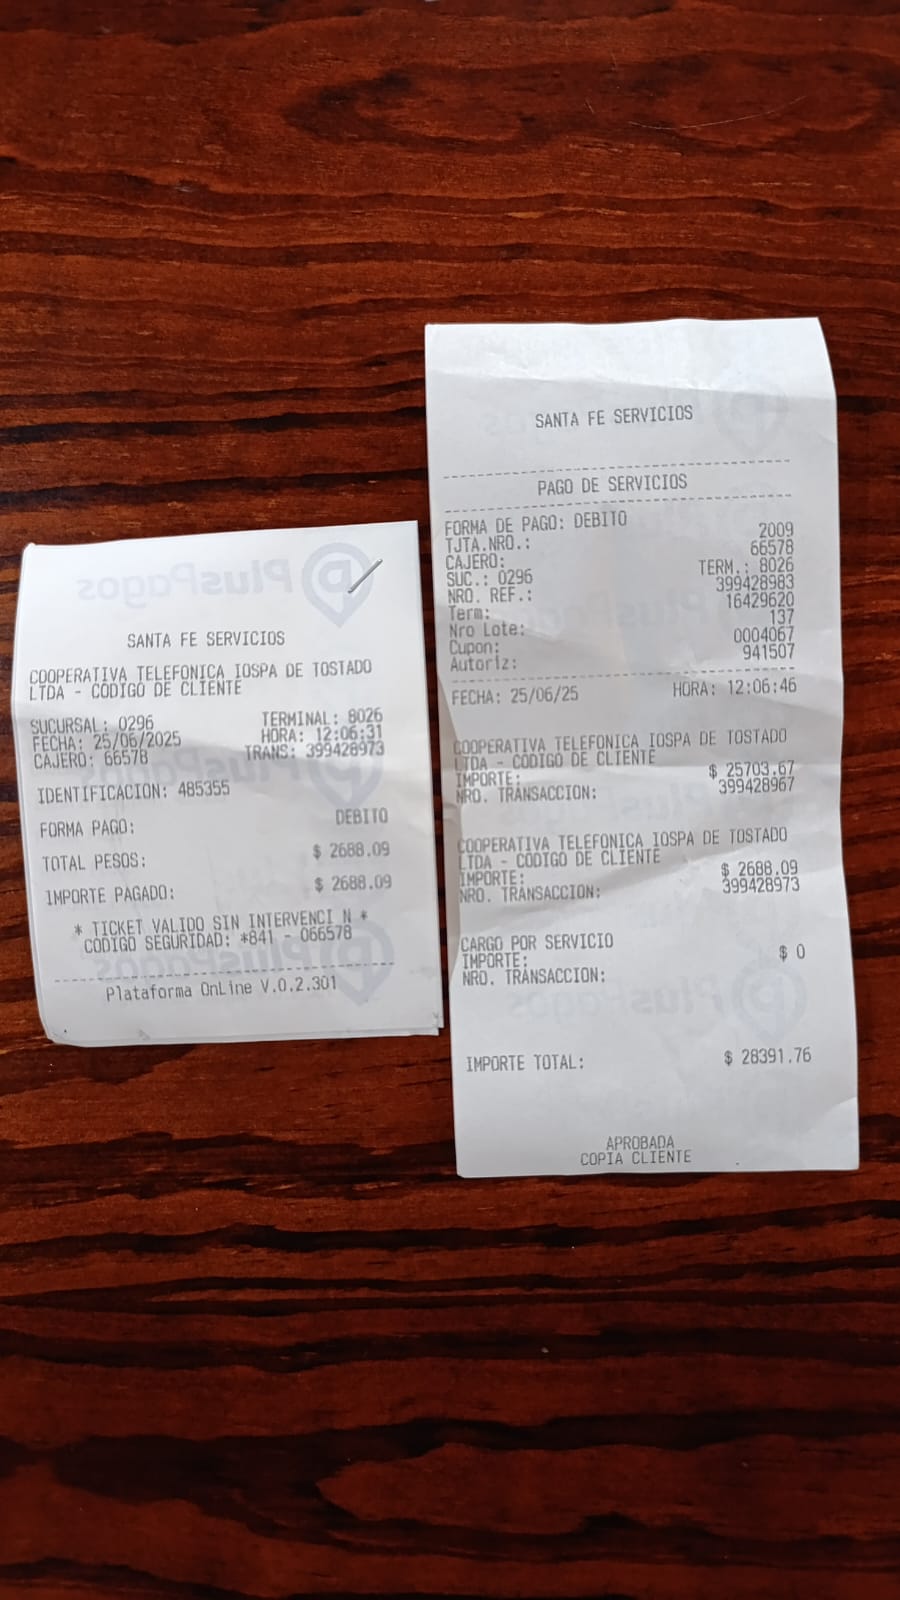 PlusPagos
SANTA FE SERVICIOS
COOPERATIVA TELEFONICA IOSPA DE TOSTADO
LTDA - CODIGO DE CLIENTE
SUCURSAL: 0296 TERMINAL: 8026
FECHA: 25/06/2025 HORA: 12:06:31
CAJERO: 66578 TRANS: 399428973
IDENTIFICACION: 485355
FORMA PAGO: DEBITO
TOTAL PESOS: $ 2688.09
IMPORTE PAGADO: $ 2688.09
* TICKET VALIDO SIN INTERVENCI N *
CODIGO SEGURIDAD: *841 - 066578
Plataforma OnLine V.0.2.301
SANTA FE SERVICIOS
PAGO DE SERVICIOS
FORMA DE PAGO: DEBITO
TJTA.NRO.: 2009
CAJERO: 66578
SUC.: 0296 TERM.: 8026
NRO. REF.: 399428983
Term: 16429620
Nro Lote: 137
Cupon: 0004067
Autoriz: 941507
FECHA: 25/06/25 HORA: 12:06:46
COOPERATIVA TELEFONICA IOSPA DE TOSTADO
LTDA - CODIGO DE CLIENTE
IMPORTE: $ 25703.67
NRO. TRANSACCION: 399428967
COOPERATIVA TELEFONICA IOSPA DE TOSTADO
LTDA - CODIGO DE CLIENTE
IMPORTE: $ 2688.09
NRO. TRANSACCION: 399428973
CARGO POR SERVICIO
IMPORTE: $ 0
NRO. TRANSACCION:
IMPORTE TOTAL: $ 28391.76
APROBADA
COPIA CLIENTE